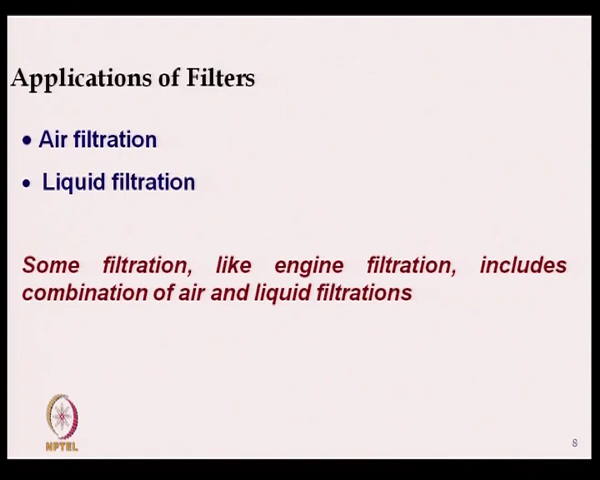 Applications of Filters
• Air filtration
• Liquid filtration
Some filtration, like engine filtration, includes
combination of air and liquid filtrations
NPTEL
8